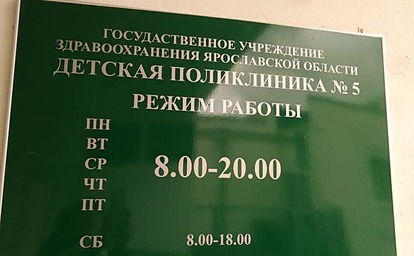 ГОСУДАСТВЕННОЕ УЧРЕЖДЕНИЕ
ЗДРАВООХРАНЕНИЯ ЯРОСЛАВСКОЙ ОБЛАСТИ
ДЕТСКАЯ ПОЛИКЛИНИКА № 5
РЕЖИМ РАБОТЫ
ПН
ВТ
СР 8.00-20.00
ЧТ
ПТ
СБ 8.00-18.00